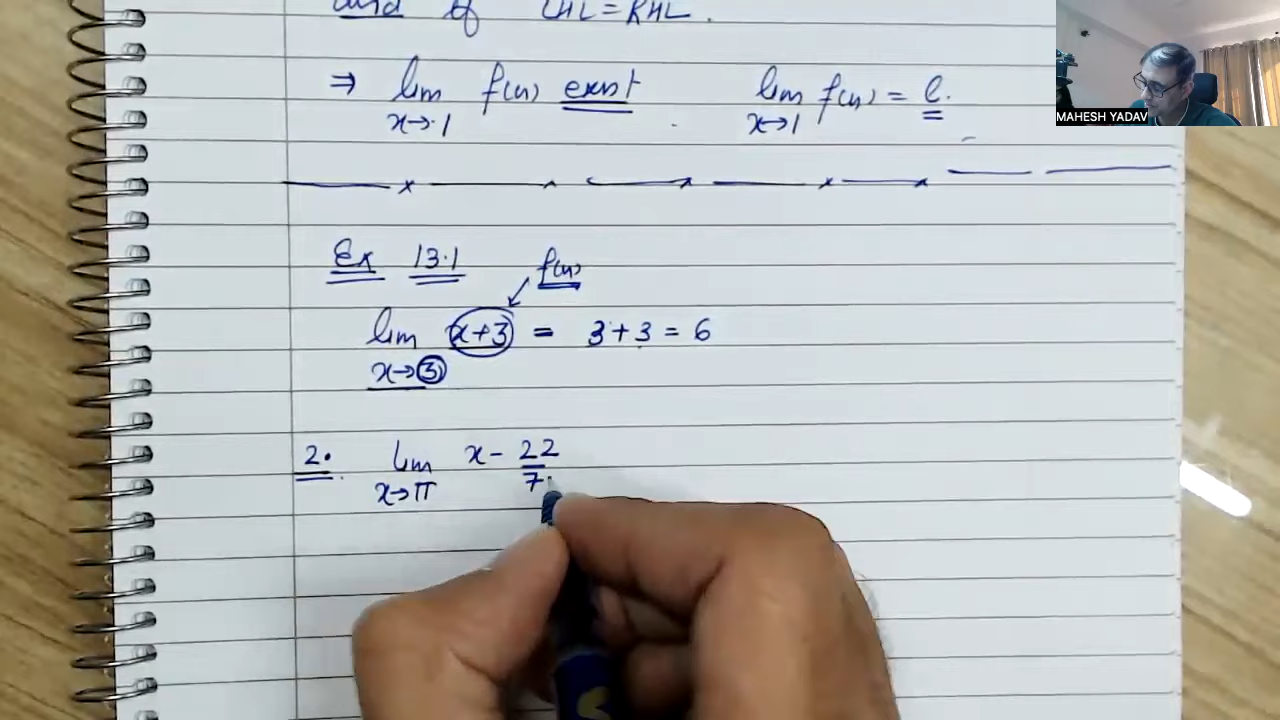 and if LHL = RHL.
⇒ lim f(x) exist lim f(x) = l.
x→1 x→1
MAHESH YADAV
Ex 13.1 f(x)
lim x+3 = 3+3 = 6
x→3
2. lim x - 22/7
x→π